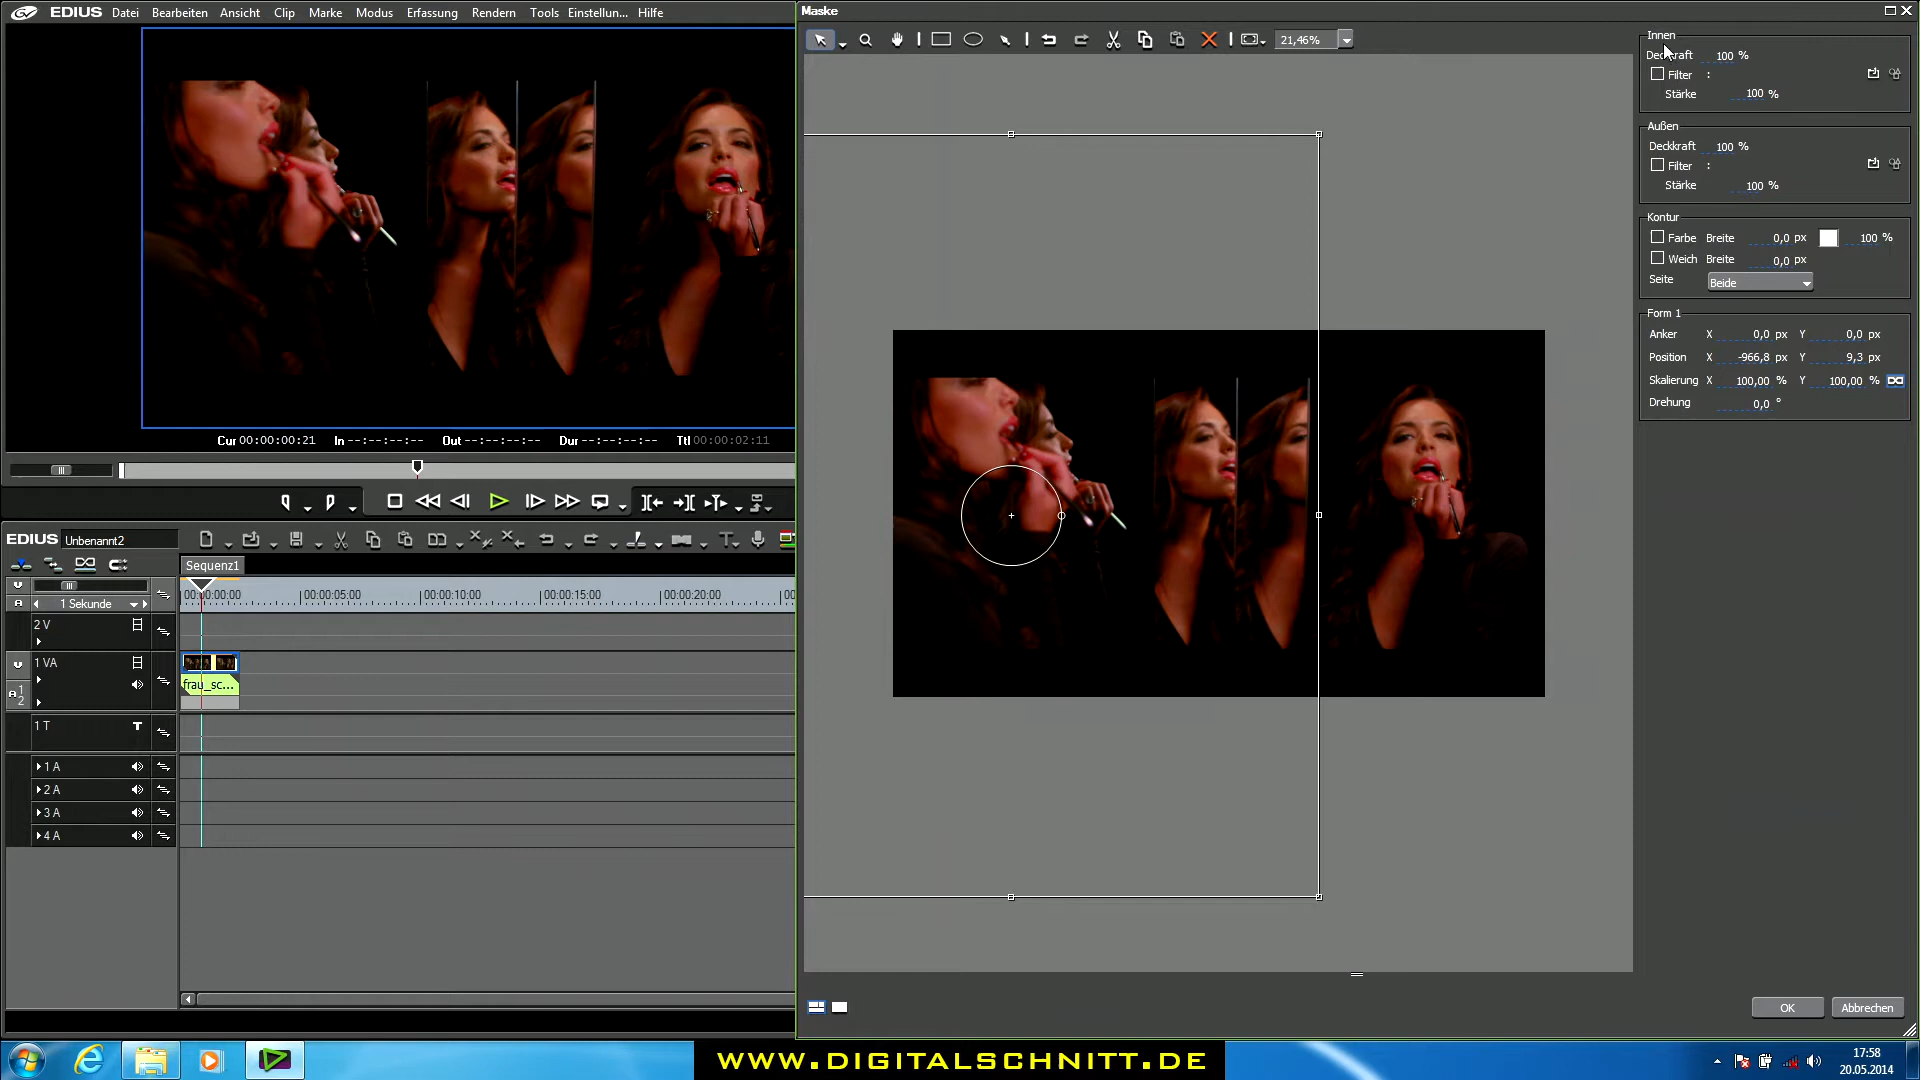 EDIUS Datei Bearbeiten Ansicht Clip Marke Modus Erfassung Rendern Tools Einstellun... Hilfe
Cur 00:00:00:21 In --:--:--:-- Out --:--:--:-- Dur --:--:--:-- Ttl 00:00:02:11
EDIUS Unbenannt2
Sequenz1
1 Sekunde
00:00:00:00 00:00:05:00 00:00:10:00 00:00:15:00 00:00:20:00 00
2 V
1 VA
1
2
frau_sc...
1 T
1 A
2 A
3 A
4 A
Maske
21,46%
Innen
Deckkraft 100 %
Filter :
Stärke 100 %
Außen
Deckkraft 100 %
Filter :
Stärke 100 %
Kontur
Farbe Breite 0,0 px 100 %
Weich Breite 0,0 px
Seite Beide
Form 1
Anker X 0,0 px Y 0,0 px
Position X -966,8 px Y 9,3 px
Skalierung X 100,00 % Y 100,00 %
Drehung 0,0 °
OK Abbrechen
WWW.DIGITALSCHNITT.DE
17:58
20.05.2014